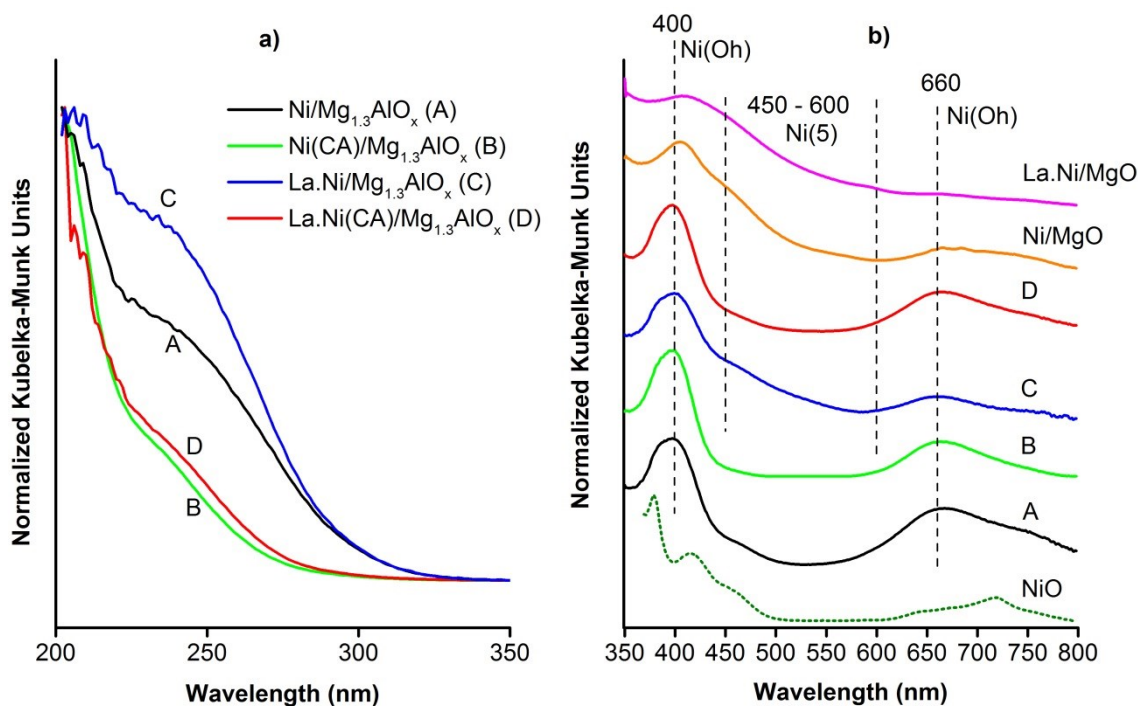 a)
Normalized Kubelka-Munk Units
Ni/Mg1.3AlOx (A)
Ni(CA)/Mg1.3AlOx (B)
La.Ni/Mg1.3AlOx (C)
La.Ni(CA)/Mg1.3AlOx (D)
C
A
D
B
200 250 300 350
Wavelength (nm)
b)
Normalized Kubelka-Munk Units
400
Ni(Oh)
450 - 600
Ni(5)
660
Ni(Oh)
La.Ni/MgO
Ni/MgO
D
C
B
A
NiO
350 400 450 500 550 600 650 700 750 800
Wavelength (nm)